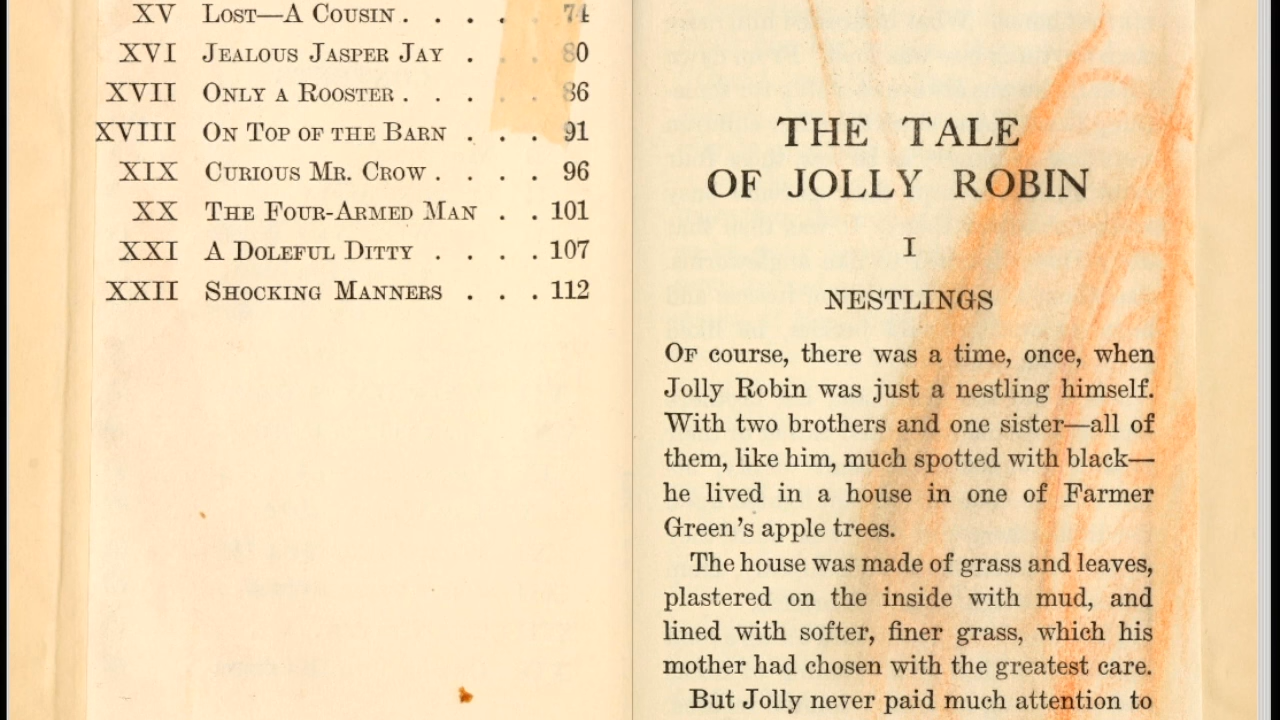 XV Lost—A Cousin . . . . 74
XVI Jealous Jasper Jay . . . 80
XVII Only a Rooster . . . . 86
XVIII On Top of the Barn . . . 91
XIX Curious Mr. Crow . . . . 96
XX The Four-Armed Man . . 101
XXI A Doleful Ditty . . . . 107
XXII Shocking Manners . . . 112
THE TALE
OF JOLLY ROBIN
I
NESTLINGS
Of course, there was a time, once, when
Jolly Robin was just a nestling himself.
With two brothers and one sister—all of
them, like him, much spotted with black—
he lived in a house in one of Farmer
Green's apple trees.
The house was made of grass and leaves,
plastered on the inside with mud, and
lined with softer, finer grass, which his
mother had chosen with the greatest care.
But Jolly never paid much attention to